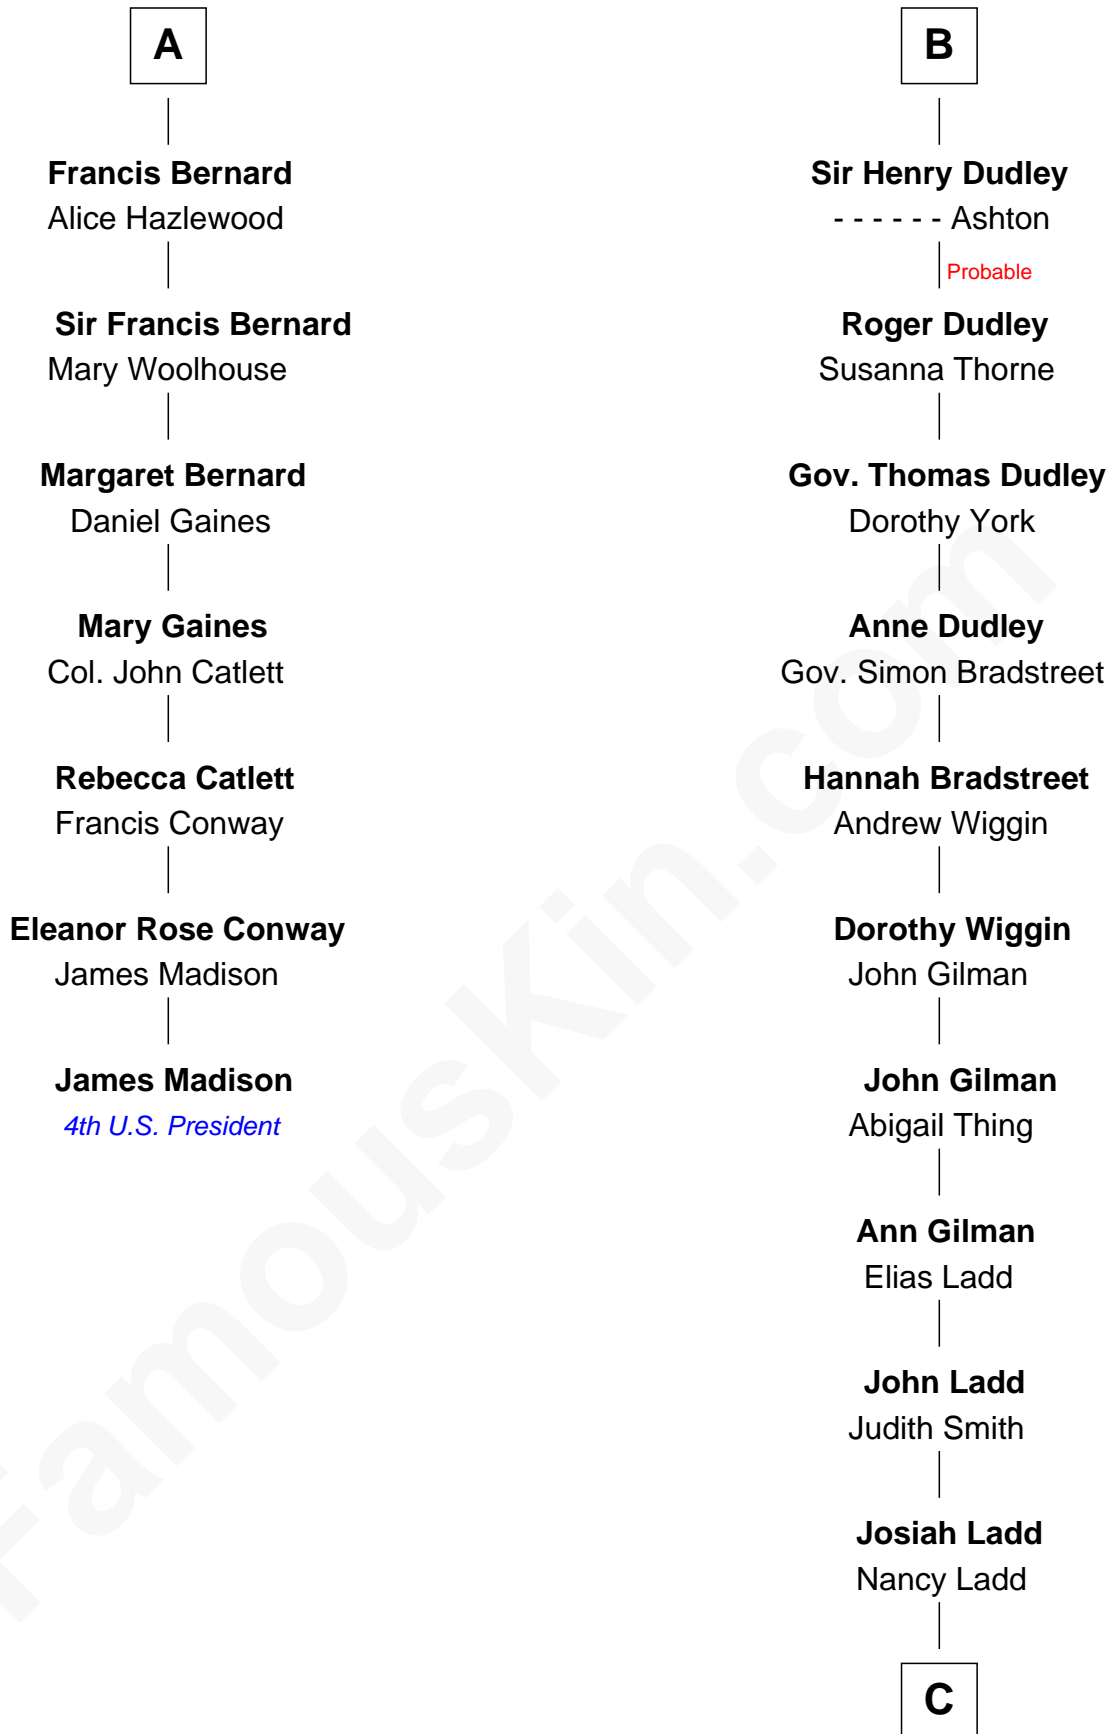 A
Francis Bernard
Alice Hazlewood
Sir Francis Bernard
Mary Woolhouse
Margaret Bernard
Daniel Gaines
Mary Gaines
Col. John Catlett
Rebecca Catlett
Francis Conway
Eleanor Rose Conway
James Madison
James Madison
4th U.S. President
B
Sir Henry Dudley
- - - - - - Ashton
Probable
Roger Dudley
Susanna Thorne
Gov. Thomas Dudley
Dorothy York
Anne Dudley
Gov. Simon Bradstreet
Hannah Bradstreet
Andrew Wiggin
Dorothy Wiggin
John Gilman
John Gilman
Abigail Thing
Ann Gilman
Elias Ladd
John Ladd
Judith Smith
Josiah Ladd
Nancy Ladd
C
FamousKin.com